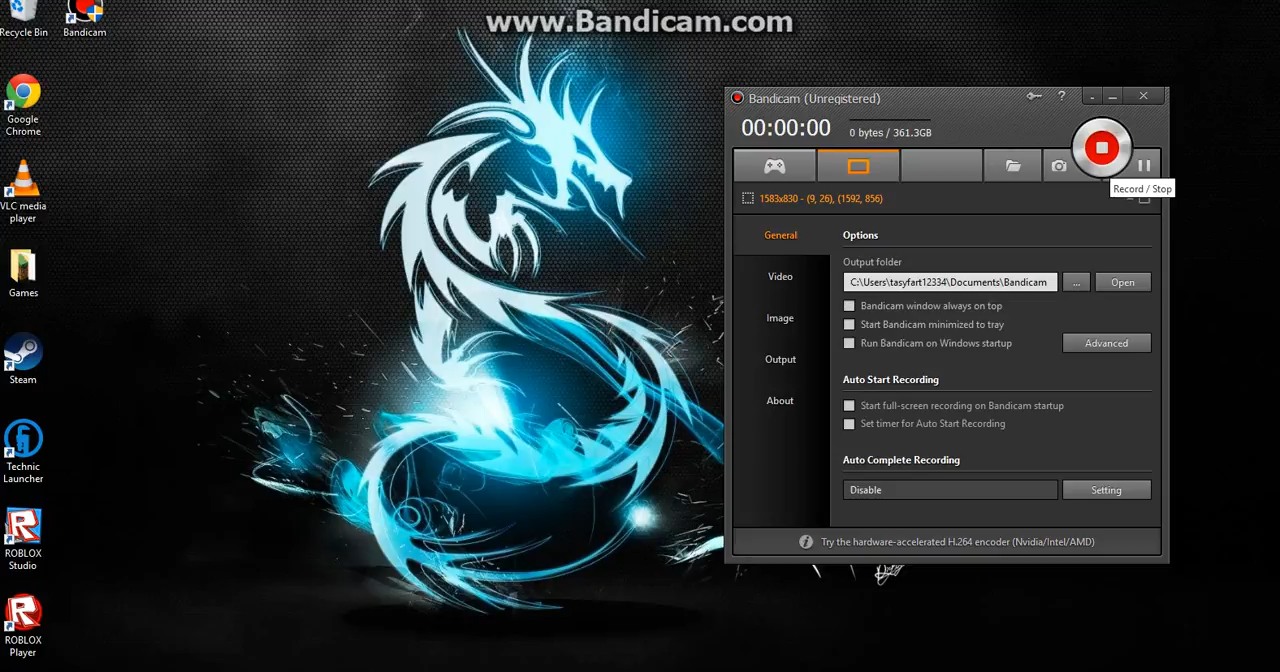 www.Bandicam.com
Recycle Bin
Bandicam
Google
Chrome
VLC media
player
Games
Steam
Technic
Launcher
ROBLOX
Studio
ROBLOX
Player
Bandicam (Unregistered)
?
00:00:00
0 bytes / 361.3GB
Record / Stop
1583x830 - (9, 26), (1592, 856)
General
Video
Image
Output
About
Options
Output folder
C:\Users\tasyfart12334\Documents\Bandicam
...
Open
Bandicam window always on top
Start Bandicam minimized to tray
Run Bandicam on Windows startup
Advanced
Auto Start Recording
Start full-screen recording on Bandicam startup
Set timer for Auto Start Recording
Auto Complete Recording
Disable
Setting
Try the hardware-accelerated H.264 encoder (Nvidia/Intel/AMD)